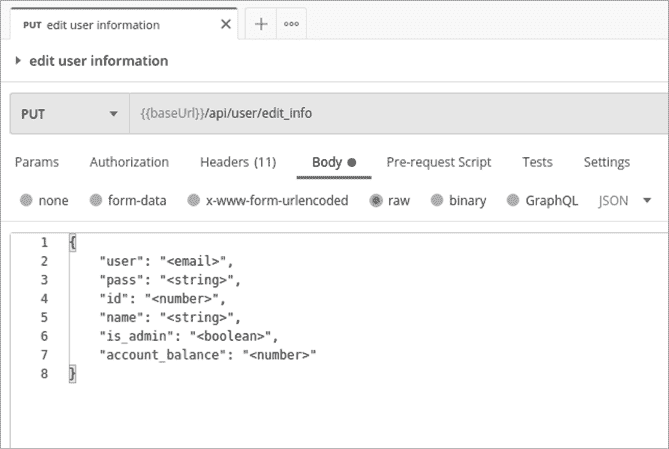 PUT edit user information
edit user information
PUT {{baseUrl}}/api/user/edit_info
Params Authorization Headers (11) Body Pre-request Script Tests Settings
none form-data x-www-form-urlencoded raw binary GraphQL JSON
1 {
2 "user": "<email>",
3 "pass": "<string>",
4 "id": "<number>",
5 "name": "<string>",
6 "is_admin": "<boolean>",
7 "account_balance": "<number>"
8 }